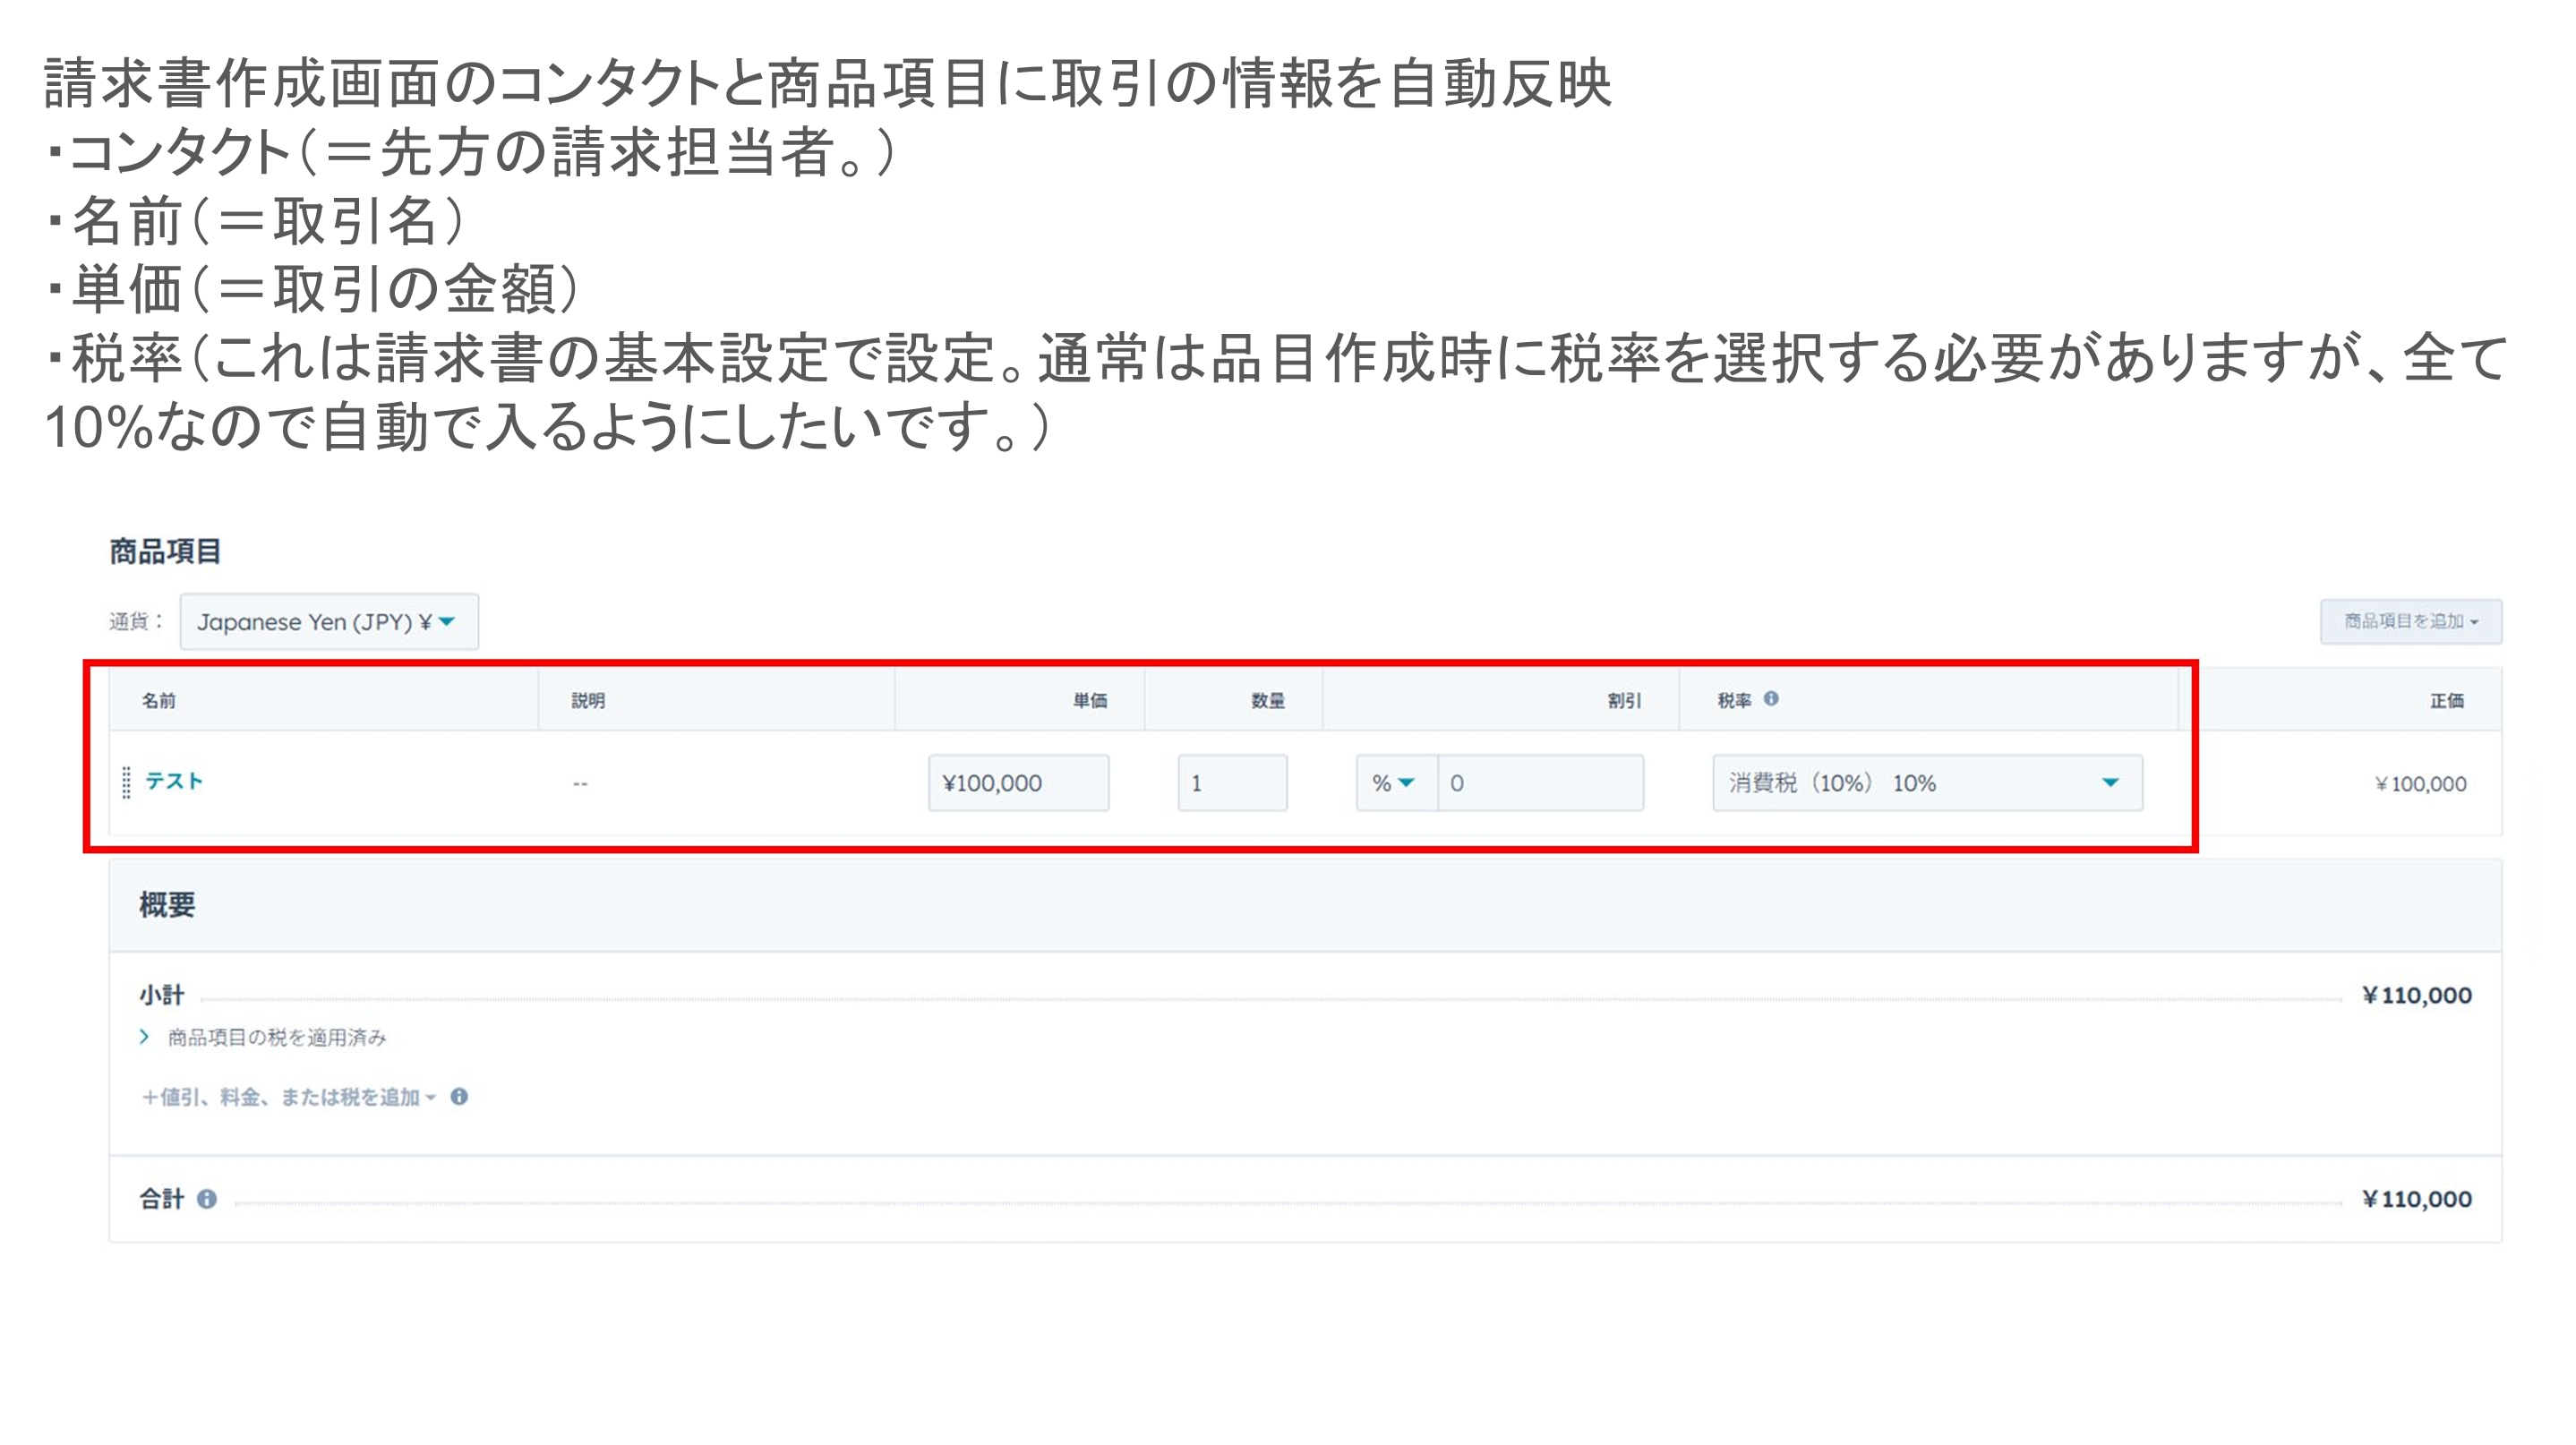 請求書作成画面のコンタクトと商品項目に取引の情報を自動反映
・コンタクト（＝先方の請求担当者。）
・名前（＝取引名）
・単価（＝取引の金額）
・税率（これは請求書の基本設定で設定。通常は品目作成時に税率を選択する必要がありますが、全て
10%なので自動で入るようにしたいです。）
商品項目
通貨： Japanese Yen (JPY) ¥ 商品項目を追加
名前 説明 単価 数量 割引 税率 正価
テスト -- ¥100,000 1 % 0 消費税（10%） 10% ¥100,000
概要
小計 ¥110,000
商品項目の税を適用済み
＋値引、料金、または税を追加
合計 ¥110,000